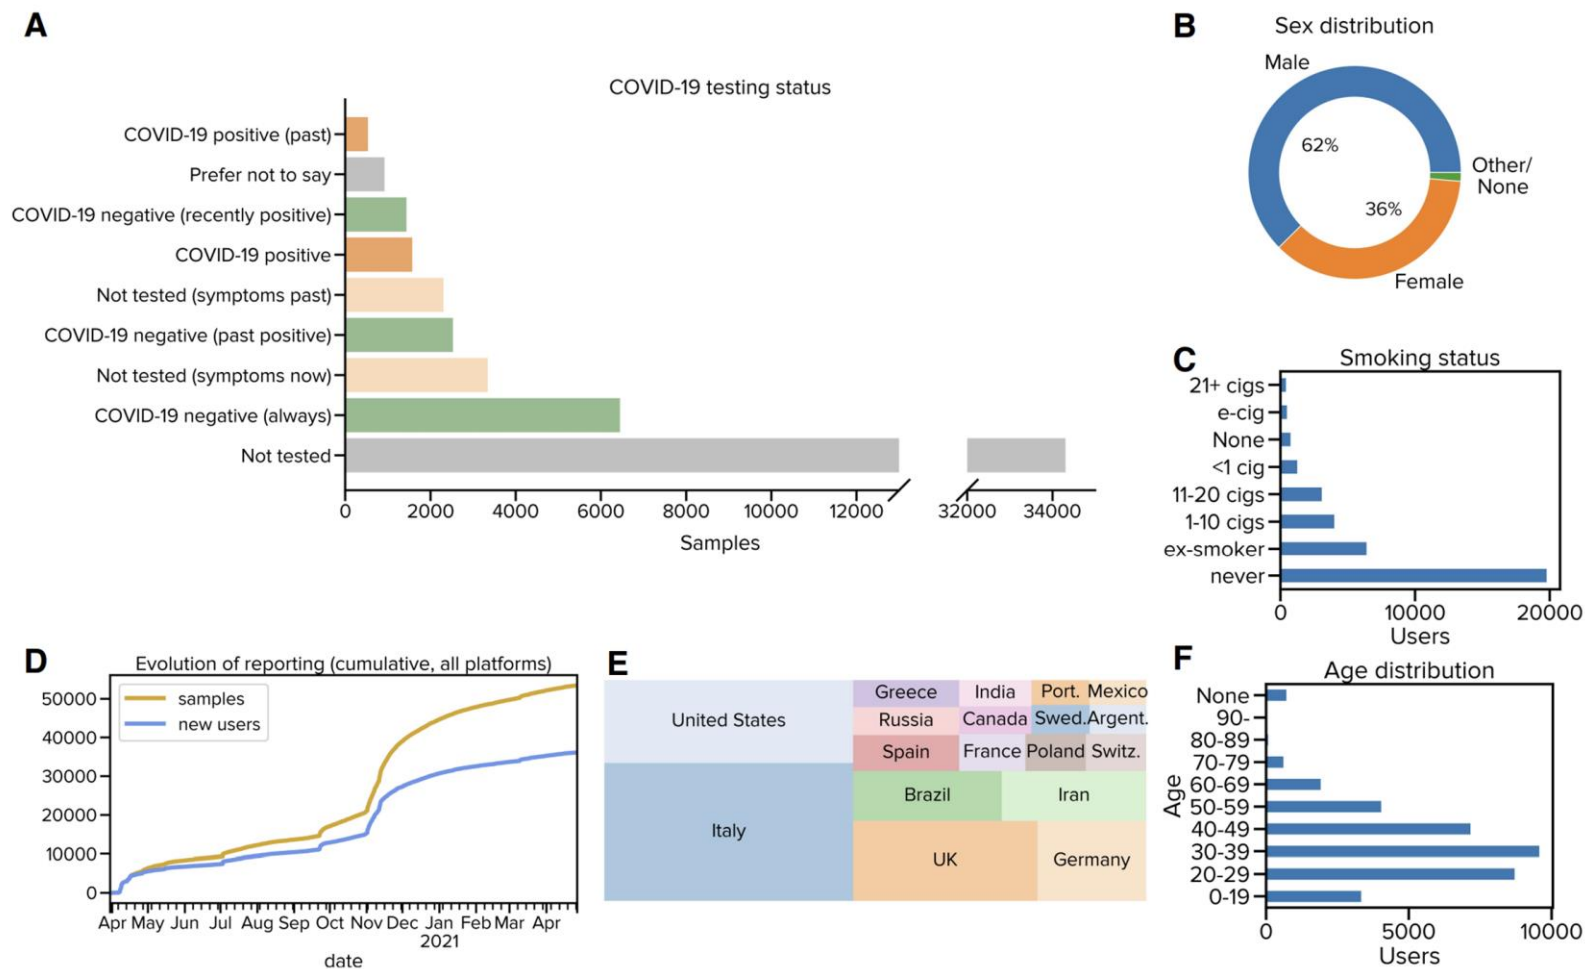 A
COVID-19 testing status
COVID-19 positive (past)
Prefer not to say
COVID-19 negative (recently positive)
COVID-19 positive
Not tested (symptoms past)
COVID-19 negative (past positive)
Not tested (symptoms now)
COVID-19 negative (always)
Not tested
0 2000 4000 6000 8000 10000 12000 32000 34000
Samples
B
Sex distribution
Male
62%
Other/
None
36%
Female
C
Smoking status
21+ cigs
e-cig
None
<1 cig
11-20 cigs
1-10 cigs
ex-smoker
never
0 10000 20000
Users
D
Evolution of reporting (cumulative, all platforms)
samples
new users
50000
40000
30000
20000
10000
0
Apr May Jun Jul Aug Sep Oct Nov Dec Jan Feb Mar Apr
2021
date
E
United States
Italy
Greece India Port. Mexico
Russia Canada Swed. Argent.
Spain France Poland Switz.
Brazil Iran
UK Germany
F
Age distribution
Age
None
90-
80-89
70-79
60-69
50-59
40-49
30-39
20-29
0-19
0 5000 10000
Users